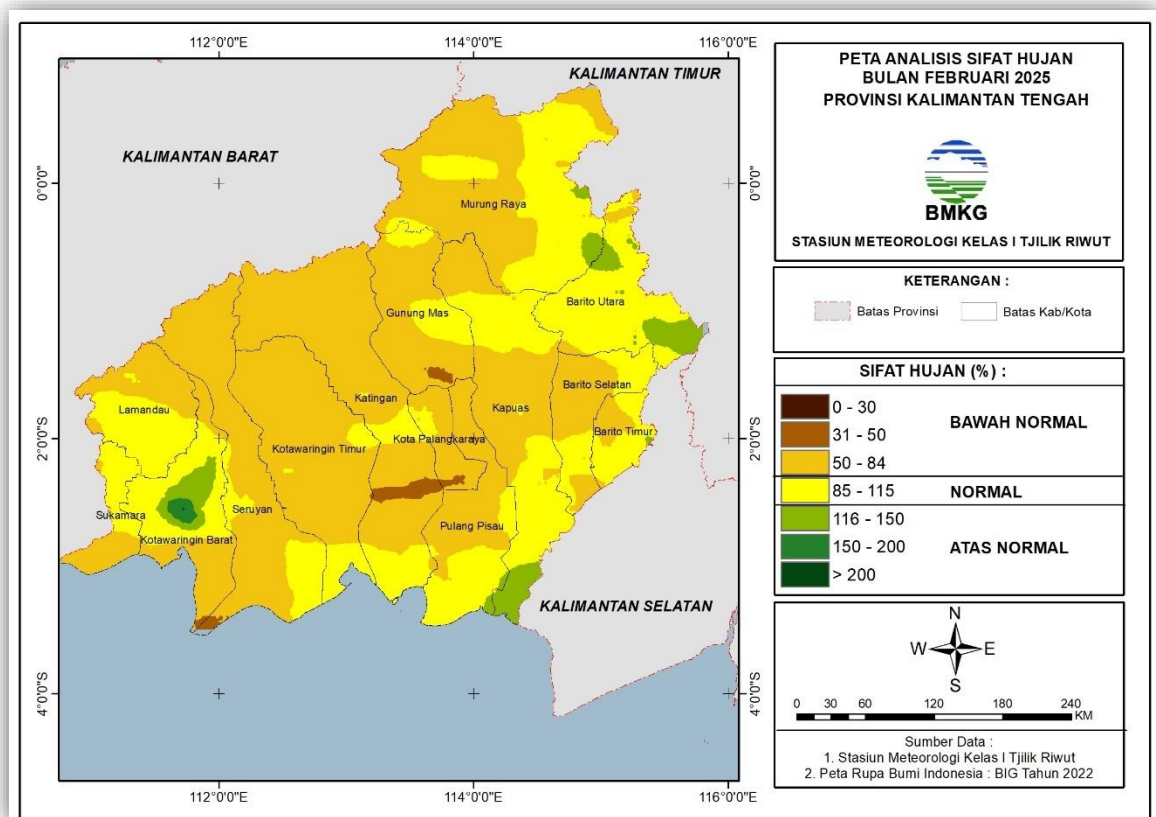 112°0'0"E 114°0'0"E 116°0'0"E
KALIMANTAN TIMUR
KALIMANTAN BARAT
0°0'0" 0°0'0"
Murung Raya
Barito Utara
Gunung Mas
Barito Selatan
Katingan
Lamandau
Kapuas
2°0'0"S 2°0'0"S
Kota Palangkaraya
Barito Timur
Kotawaringin Timur
Sukamara
Seruyan
Pulang Pisau
Kotawaringin Barat
KALIMANTAN SELATAN
4°0'0"S 4°0'0"S
112°0'0"E 114°0'0"E 116°0'0"E
PETA ANALISIS SIFAT HUJAN
BULAN FEBRUARI 2025
PROVINSI KALIMANTAN TENGAH
BMKG
STASIUN METEOROLOGI KELAS I TJILIK RIWUT
KETERANGAN :
Batas Provinsi Batas Kab/Kota
SIFAT HUJAN (%) :
0 - 30
31 - 50 BAWAH NORMAL
50 - 84
85 - 115 NORMAL
116 - 150
150 - 200 ATAS NORMAL
> 200
N
W E
S
0 30 60 120 180 240
KM
Sumber Data :
1. Stasiun Meteorologi Kelas I Tjilik Riwut
2. Peta Rupa Bumi Indonesia : BIG Tahun 2022